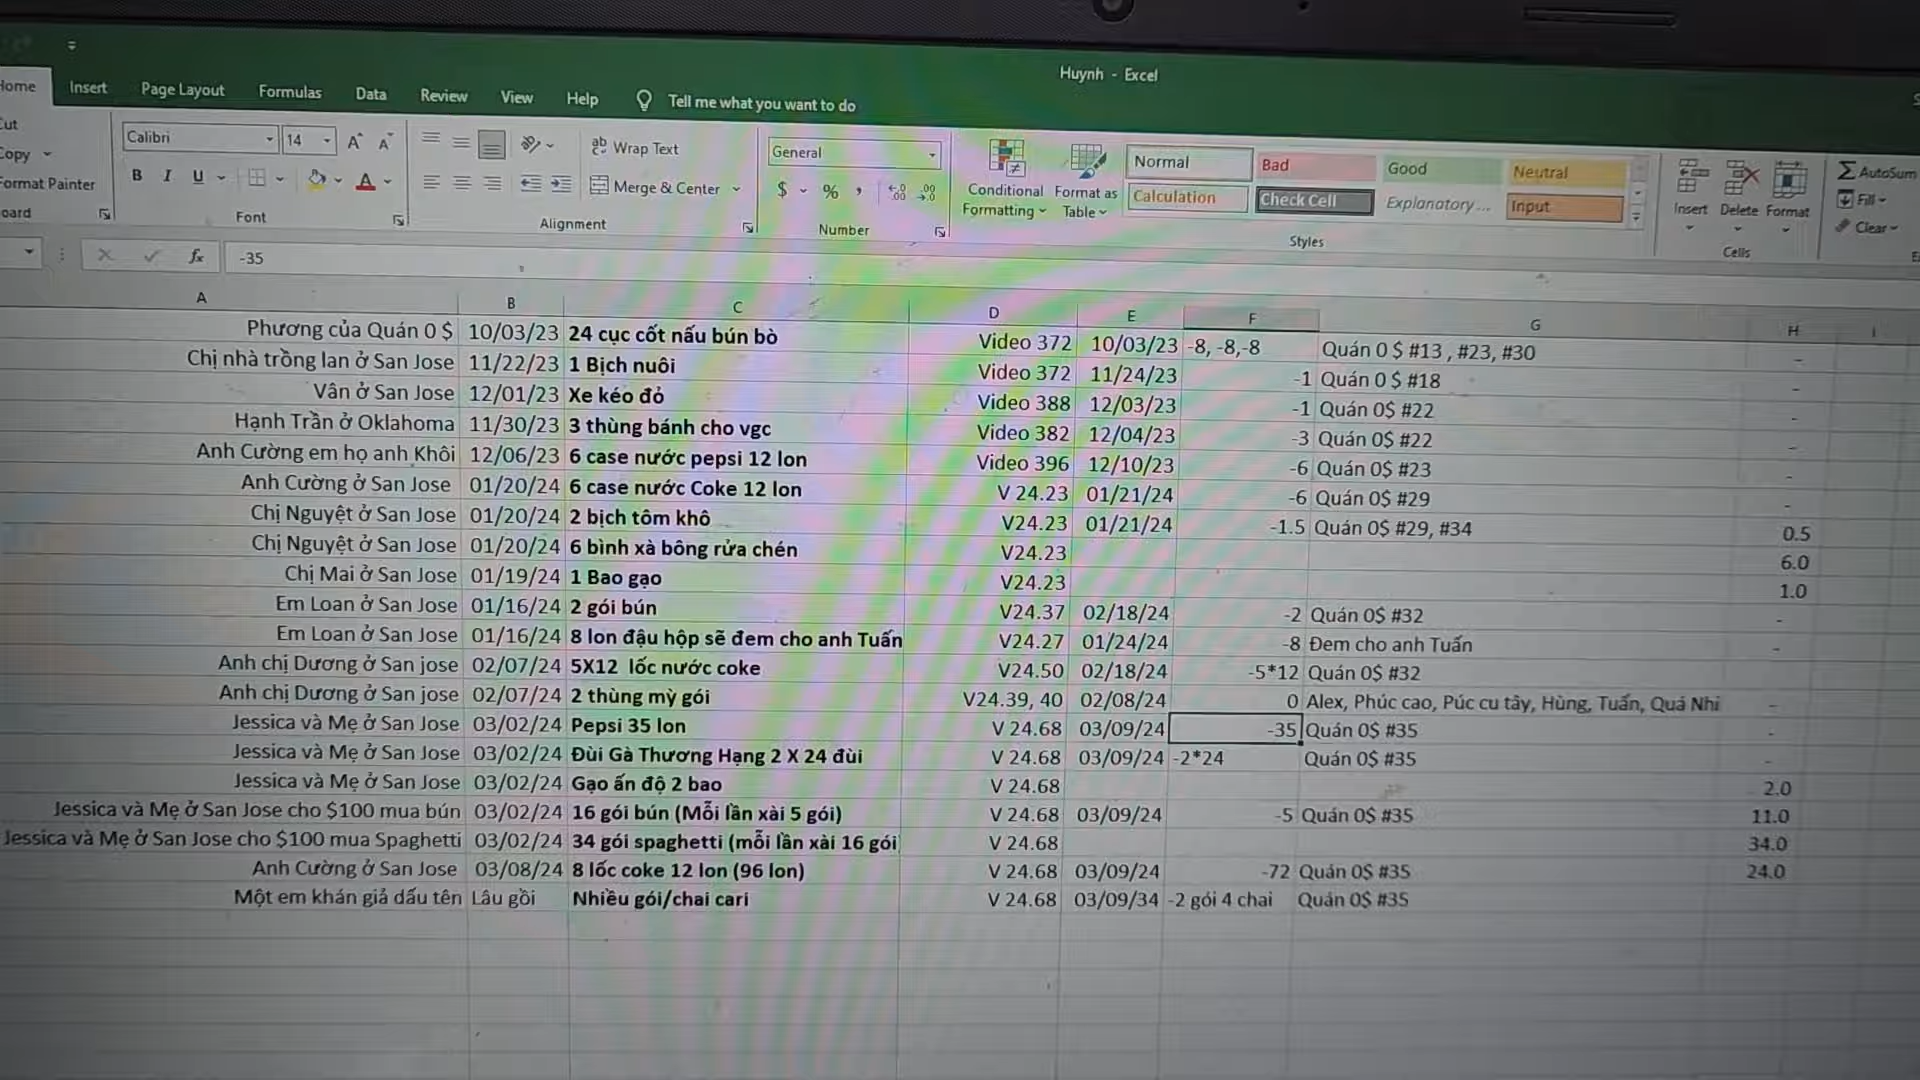 Huynh - Excel
Home Insert Page Layout Formulas Data Review View Help Tell me what you want to do
Cut
Copy
Format Painter
Calibri 14
B I U
Font
Wrap Text
Merge & Center
Alignment
General
$ % ,
Number
Conditional Formatting
Format as Table
Normal Bad Good Neutral
Calculation Check Cell Explanatory ... Input
Styles
Insert Delete Format
Cells
AutoSum
Fill
Clear
fx -35
A B C D E F G H I
Phương của Quán 0 $ 10/03/23 24 cục cốt nấu bún bò Video 372 10/03/23 -8, -8,-8 Quán 0 $ #13 , #23, #30 -
Chị nhà trồng lan ở San Jose 11/22/23 1 Bịch nuôi Video 372 11/24/23 -1 Quán 0 $ #18 -
Vân ở San Jose 12/01/23 Xe kéo đỏ Video 388 12/03/23 -1 Quán 0$ #22 -
Hạnh Trần ở Oklahoma 11/30/23 3 thùng bánh cho vgc Video 382 12/04/23 -3 Quán 0$ #22 -
Anh Cường em họ anh Khôi 12/06/23 6 case nước pepsi 12 lon Video 396 12/10/23 -6 Quán 0$ #23 -
Anh Cường ở San Jose 01/20/24 6 case nước Coke 12 lon V 24.23 01/21/24 -6 Quán 0$ #29 -
Chị Nguyệt ở San Jose 01/20/24 2 bịch tôm khô V24.23 01/21/24 -1.5 Quán 0$ #29, #34 0.5
Chị Nguyệt ở San Jose 01/20/24 6 bình xà bông rửa chén V24.23 6.0
Chị Mai ở San Jose 01/19/24 1 Bao gạo V24.23 1.0
Em Loan ở San Jose 01/16/24 2 gói bún V24.37 02/18/24 -2 Quán 0$ #32 -
Em Loan ở San Jose 01/16/24 8 lon đậu hộp sẽ đem cho anh Tuấn V24.27 01/24/24 -8 Đem cho anh Tuấn -
Anh chị Dương ở San jose 02/07/24 5X12 lốc nước coke V24.50 02/18/24 -5*12 Quán 0$ #32
Anh chị Dương ở San jose 02/07/24 2 thùng mỳ gói V24.39, 40 02/08/24 0 Alex, Phúc cao, Púc cu tây, Hùng, Tuấn, Quá Nhi -
Jessica và Mẹ ở San Jose 03/02/24 Pepsi 35 lon V 24.68 03/09/24 -35 Quán 0$ #35 -
Jessica và Mẹ ở San Jose 03/02/24 Đùi Gà Thương Hạng 2 X 24 đùi V 24.68 03/09/24 -2*24 Quán 0$ #35 -
Jessica và Mẹ ở San Jose 03/02/24 Gạo ấn độ 2 bao V 24.68 2.0
Jessica và Mẹ ở San Jose cho $100 mua bún 03/02/24 16 gói bún (Mỗi lần xài 5 gói) V 24.68 03/09/24 -5 Quán 0$ #35 11.0
Jessica và Mẹ ở San Jose cho $100 mua Spaghetti 03/02/24 34 gói spaghetti (mỗi lần xài 16 gói V 24.68 34.0
Anh Cường ở San Jose 03/08/24 8 lốc coke 12 lon (96 lon) V 24.68 03/09/24 -72 Quán 0$ #35 24.0
Một em khán giả dấu tên Lâu gồi Nhiều gói/chai cari V 24.68 03/09/34 -2 gói 4 chai Quán 0$ #35